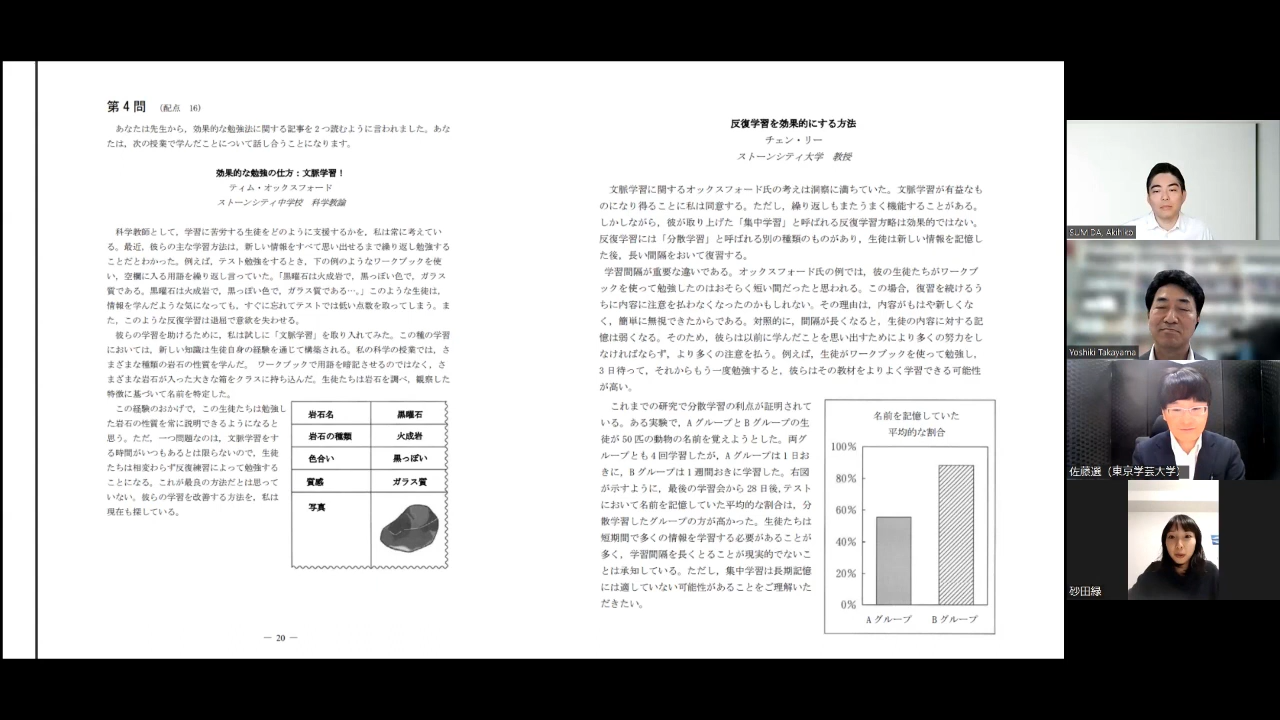 第4問 (配点 16)
あなたは先生から，効果的な勉強法に関する記事を2つ読むように言われました。あな
たは，次の授業で学んだことについて話し合うことになります。
効果的な勉強の仕方：文脈学習！
ティム・オックスフォード
ストーンシティ中学校 科学教諭
科学教師として，学習に苦労する生徒をどのように支援するかを，私は常に考えてい
る。最近，彼らの主な学習方法は，新しい情報をすべて思い出せるまで繰り返し勉強する
ことだとわかった。例えば，テスト勉強をするとき，下の例のようなワークブックを使
い，空欄に入る用語を繰り返し言っていた。「黒曜石は火成岩で，黒っぽい色で，ガラス
質である。黒曜石は火成岩で，黒っぽい色で，ガラス質である…。」このような生徒は，
情報を学んだような気になっても，すぐに忘れてテストでは低い点数を取ってしまう。ま
た，このような反復学習は退屈で意欲を失わせる。
彼らの学習を助けるために，私は試しに「文脈学習」を取り入れてみた。この種の学習
においては，新しい知識は生徒自身の経験を通じて構築される。私の科学の授業では，さ
まざまな種類の岩石の性質を学んだ。 ワークブックで用語を暗記させるのではなく，さ
まざまな岩石が入った大きな箱をクラスに持ち込んだ。生徒たちは岩石を調べ，観察した
特徴に基づいて名前を特定した。
この経験のおかげで，この生徒たちは勉強し
た岩石の性質を常に説明できるようになると
思う。ただ，一つ問題なのは，文脈学習をす
る時間がいつもあるとは限らないので，生徒
たちは相変わらず反復練習によって勉強する
ことになる。これが最良の方法だとは思って
いない。彼らの学習を改善する方法を，私は
現在も探している。
岩石名 黒曜石
岩石の種類 火成岩
色合い 黒っぽい
質感 ガラス質
写真
― 20 ―
反復学習を効果的にする方法
チェン・リー
ストーンシティ大学 教授
文脈学習に関するオックスフォード氏の考えは洞察に満ちていた。文脈学習が有益なも
のになり得ることに私は同意する。ただし，繰り返しもまたうまく機能することがある。
しかしながら，彼が取り上げた「集中学習」と呼ばれる反復学習方略は効果的ではない。
反復学習には「分散学習」と呼ばれる別の種類のものがあり，生徒は新しい情報を記憶し
た後，長い間隔をおいて復習する。
学習間隔が重要な違いである。オックスフォード氏の例では，彼の生徒たちがワークブ
ックを使って勉強したのはおそらく短い間だったと思われる。この場合，復習を続けるう
ちに内容に注意を払わなくなったのかもしれない。その理由は，内容がもはや新しくな
く，簡単に無視できたからである。対照的に，間隔が長くなると，生徒の内容に対する記
憶は弱くなる。そのため，彼らは以前に学んだことを思い出すためにより多くの努力をし
なければならず，より多くの注意を払う。例えば，生徒がワークブックを使って勉強し，
3日待って，それからもう一度勉強すると，彼らはその教材をよりよく学習できる可能性
が高い。
これまでの研究で分散学習の利点が証明されて
いる。ある実験で，AグループとBグループの生
徒が50匹の動物の名前を覚えようとした。両グ
ループとも4回学習したが，Aグループは1日お
きに，Bグループは1週間おきに学習した。右図
が示すように，最後の学習会から28日後，テスト
において名前を記憶していた平均的な割合は，分
散学習したグループの方が高かった。生徒たちは
短期間で多くの情報を学習する必要があることが
多く，学習間隔を長くとることが現実的でないこ
とは承知している。ただし，集中学習は長期記憶
には適していない可能性があることをご理解いた
だきたい。
名前を記憶していた
平均的な割合
100%
80%
60%
40%
20%
0%
Aグループ Bグループ
SUMIDA, Akihiko
Yoshiki Takayama
佐藤選（東京学芸大学）
砂田緑